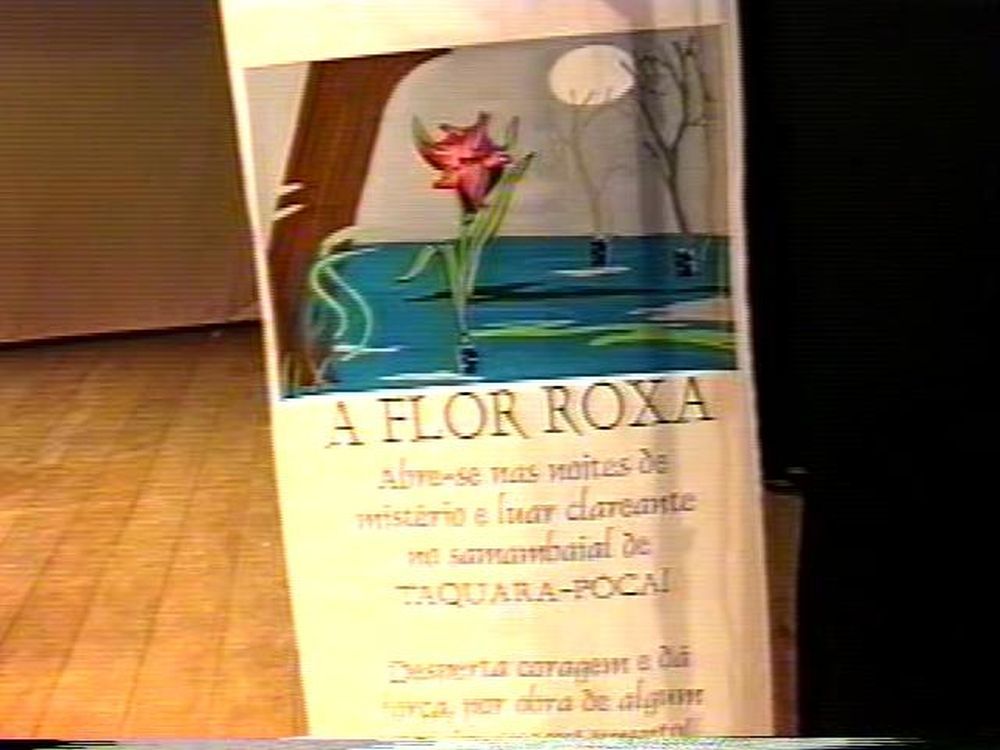 A FLOR ROXA
Abre-se nas noites de
mistério e luar clareante
no samambaial de
TAQUARA-POCAI
Desperta coragem e dá
força, por obra de algum